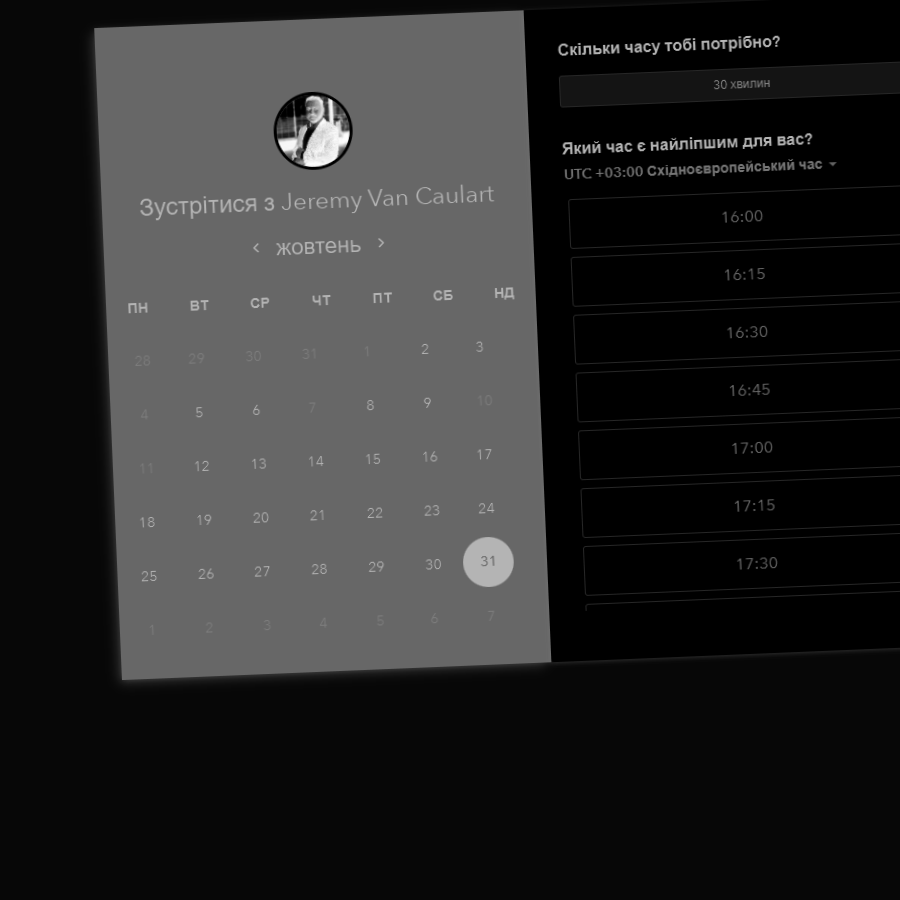 Зустрітися з Jeremy Van Caulart
жовтень
ПН ВТ СР ЧТ ПТ СБ НД
28 29 30 31 1 2 3
4 5 6 7 8 9 10
11 12 13 14 15 16 17
18 19 20 21 22 23 24
25 26 27 28 29 30 31
1 2 3 4 5 6 7
Скільки часу тобі потрібно?
30 хвилин
Який час є найліпшим для вас?
UTC +03:00 Східноєвропейський час
16:00
16:15
16:30
16:45
17:00
17:15
17:30